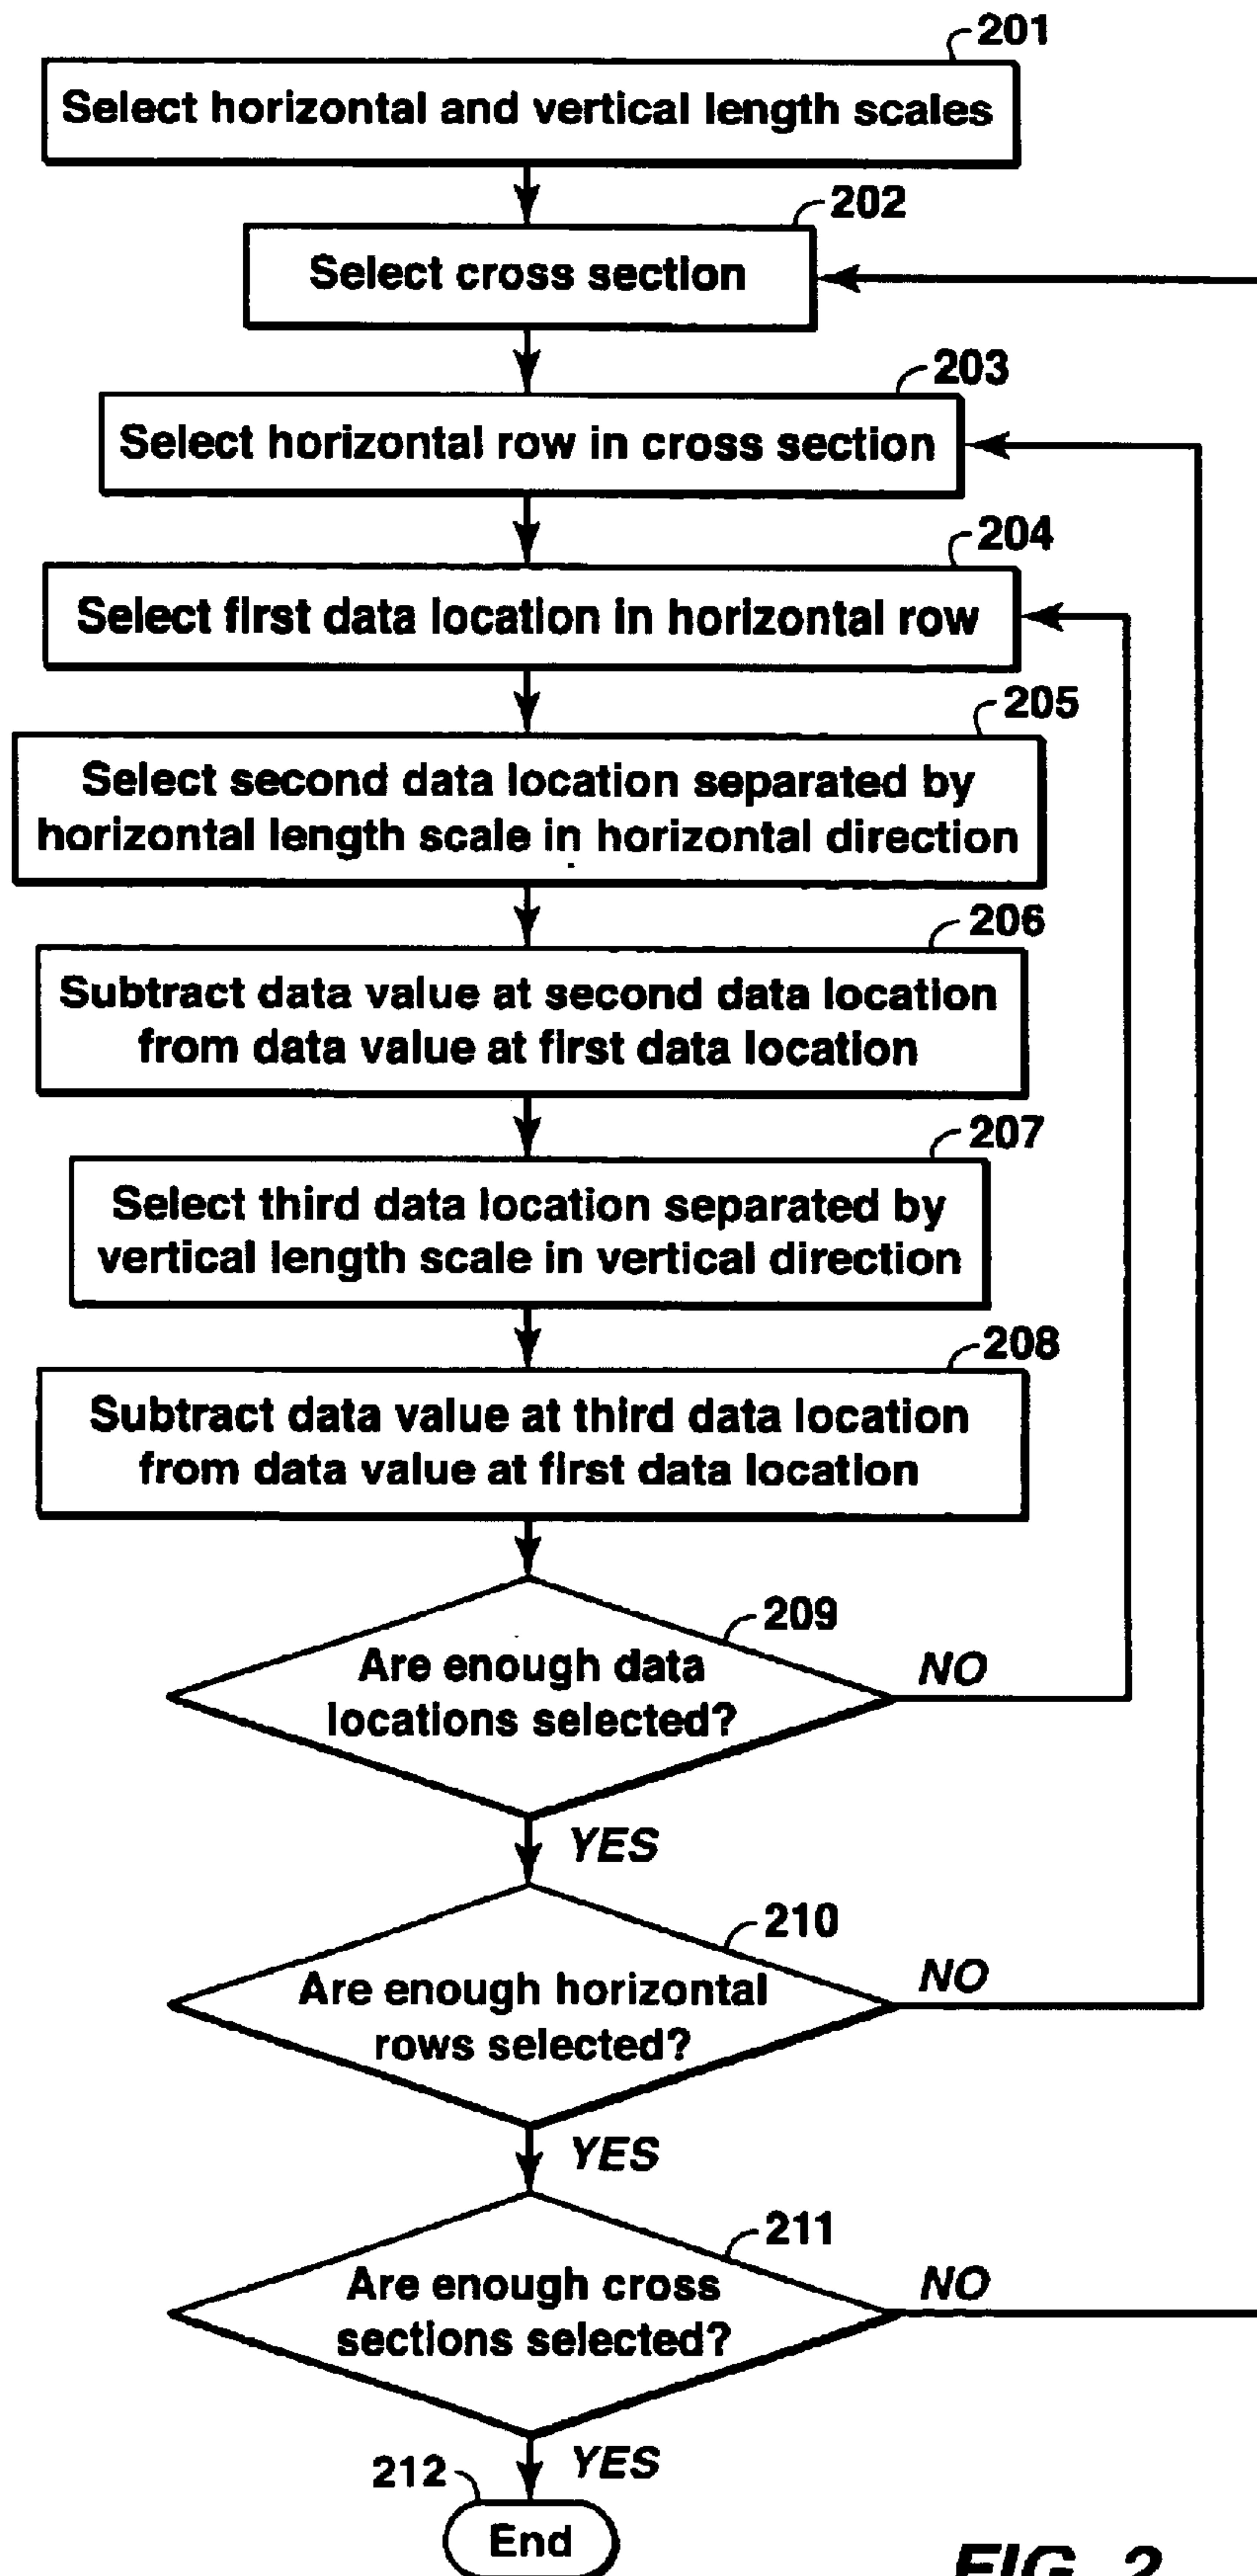 201
Select horizontal and vertical length scales
202
Select cross section
203
Select horizontal row in cross section
204
Select first data location in horizontal row
205
Select second data location separated by
horizontal length scale in horizontal direction
206
Subtract data value at second data location
from data value at first data location
207
Select third data location separated by
vertical length scale in vertical direction
208
Subtract data value at third data location
from data value at first data location
209
Are enough data
locations selected?
NO
YES
210
Are enough horizontal
rows selected?
NO
YES
211
Are enough cross
sections selected?
NO
YES
212
End
FIG. 2